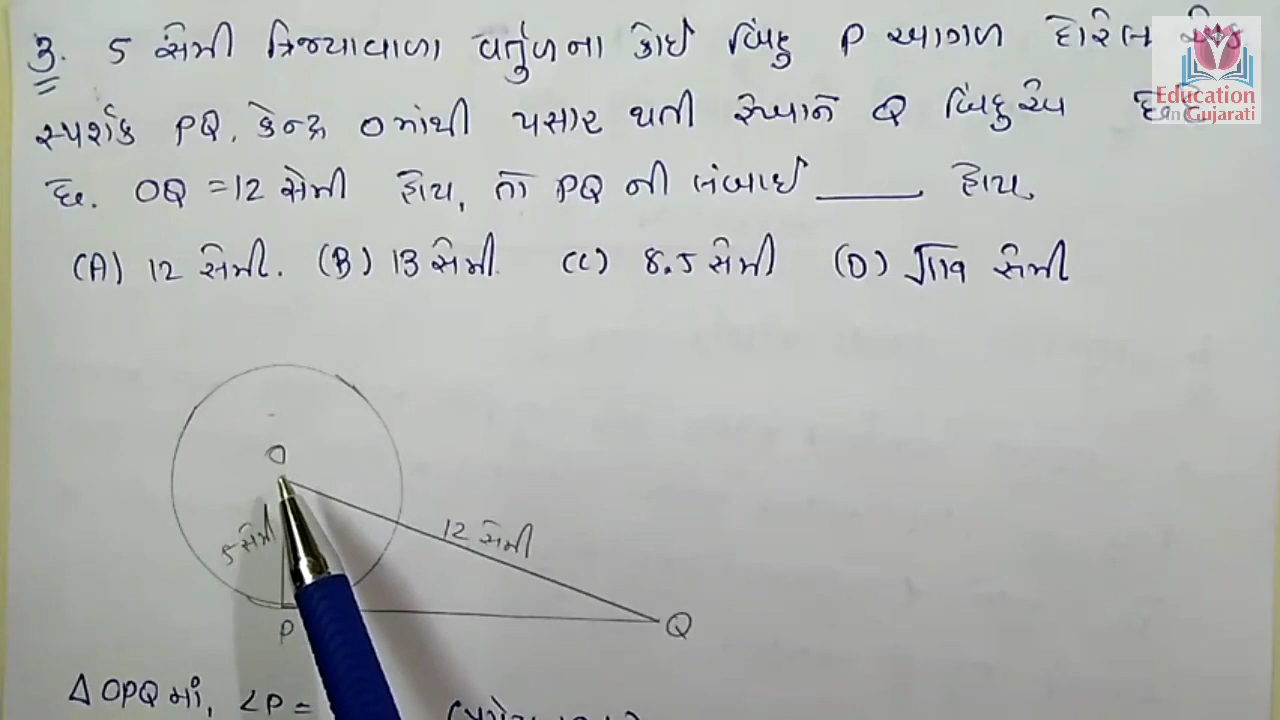 3. 5 સેમી ત્રિજ્યાવાળા વર્તુળના કોઈ બિંદુ P આગળ દોરેલ
સ્પર્શક PQ, કેન્દ્ર O માંથી પસાર થતી રેખાને Q બિંદુએ
છે. OQ = 12 સેમી હોય, તો PQ ની લંબાઈ ____ હોય.
(A) 12 સેમી. (B) 13 સેમી. (C) 8.5 સેમી (D) √119 સેમી
Education
in Gujarati
O
5 સેમી
12 સેમી
P
Q
Δ OPQ માં, ∠P =